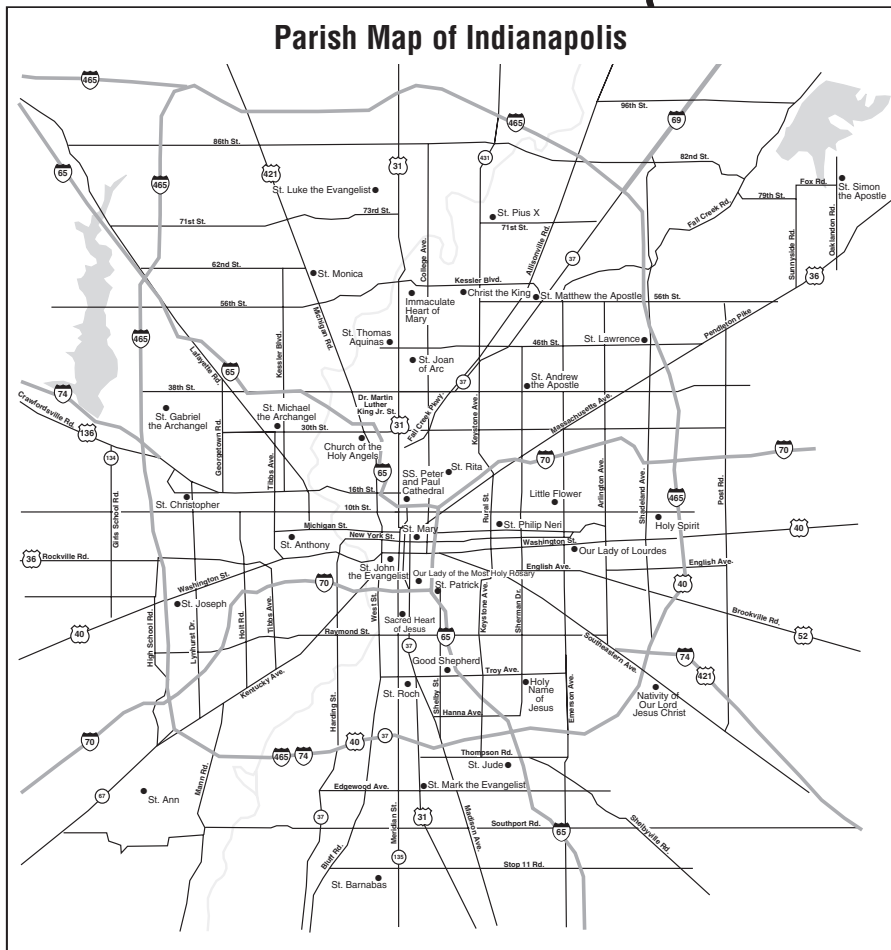 Parish Map of Indianapolis
465
96th St.
69
465
86th St.
31
431
82nd St.
65
421
465
Fox Rd.
St. Simon
the Apostle
St. Luke the Evangelist
79th St.
73rd St.
St. Pius X
71st St.
71st St.
Fall Creek Rd.
Sunnyside Rd.
Oaklandon Rd.
College Ave.
Allisonville Rd.
37
62nd St.
St. Monica
36
Kessler Blvd.
Christ the King
St. Matthew the Apostle
56th St.
56th St.
Immaculate
Heart of
Mary
Michigan Rd.
Pendleton Pike
Kessler Blvd.
465
St. Thomas
Aquinas
46th St.
St. Lawrence
Lafayette Rd.
65
St. Joan
of Arc
37
St. Andrew
the Apostle
74
38th St.
Crawfordsville Rd.
136
St. Gabriel
the Archangel
St. Michael
the Archangel
Dr. Martin
Luther
King Jr. St.
31
Fall Creek Pkwy.
Keystone Ave.
Massachusetts Ave.
30th St.
Church of the
Holy Angels
134
Georgetown Rd.
Tibbs Ave.
65
70
70
St. Rita
SS. Peter
and Paul
Cathedral
16th St.
St. Christopher
Little Flower
Arlington Ave.
Shadeland Ave.
465
Post Rd.
Girls School Rd.
10th St.
Rural St.
Michigan St.
St. Mary
St. Philip Neri
Holy Spirit
40
St. Anthony
New York St.
Washington St.
36
Rockville Rd.
Our Lady of Lourdes
St. John
the Evangelist
Our Lady of the Most Holy Rosary
English Ave.
English Ave.
Washington St.
70
St. Patrick
40
St. Joseph
West St.
Keystone Ave.
Sherman Dr.
Brookville Rd.
Sacred Heart
of Jesus
High School Rd.
Lynhurst Dr.
Holt Rd.
Tibbs Ave.
Raymond St.
40
37
65
52
Southeastern Ave.
74
421
Good Shepherd
Troy Ave.
Kentucky Ave.
St. Roch
Shelby St.
Holy
Name
of
Jesus
Emerson Ave.
Nativity of
Our Lord
Jesus Christ
Harding St.
Hanna Ave.
70
465
74
40
37
Thompson Rd.
St. Jude
Mann Rd.
67
St. Ann
Edgewood Ave.
St. Mark the Evangelist
37
Meridian St.
31
Madison Ave.
Southport Rd.
65
Shelbyville Rd
Bluff Rd.
135
Stop 11 Rd.
St. Barnabas